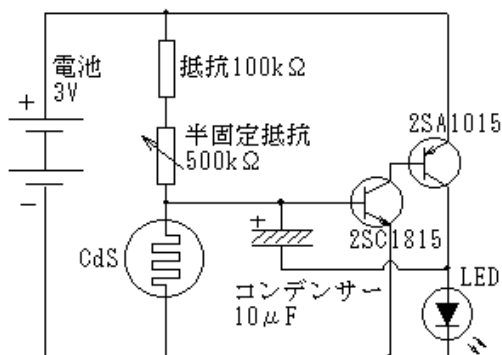 電池
3V
+
-
抵抗100kΩ
半固定抵抗
500kΩ
2SA1015
2SC1815
+
CdS
コンデンサー
10μF
LED